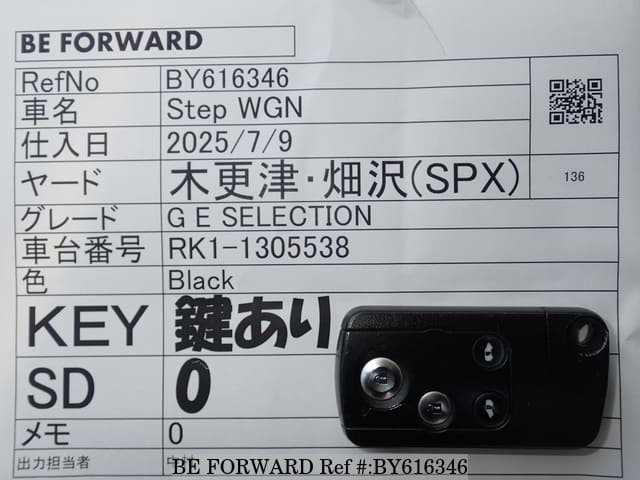 BE FORWARD
RefNo BY616346
車名 Step WGN
仕入日 2025/7/9
ヤード 木更津・畑沢(SPX) 136
グレード G E SELECTION
車台番号 RK1-1305538
色 Black
KEY 鍵あり
SD 0
メモ 0
出力担当者
BE FORWARD Ref #:BY616346